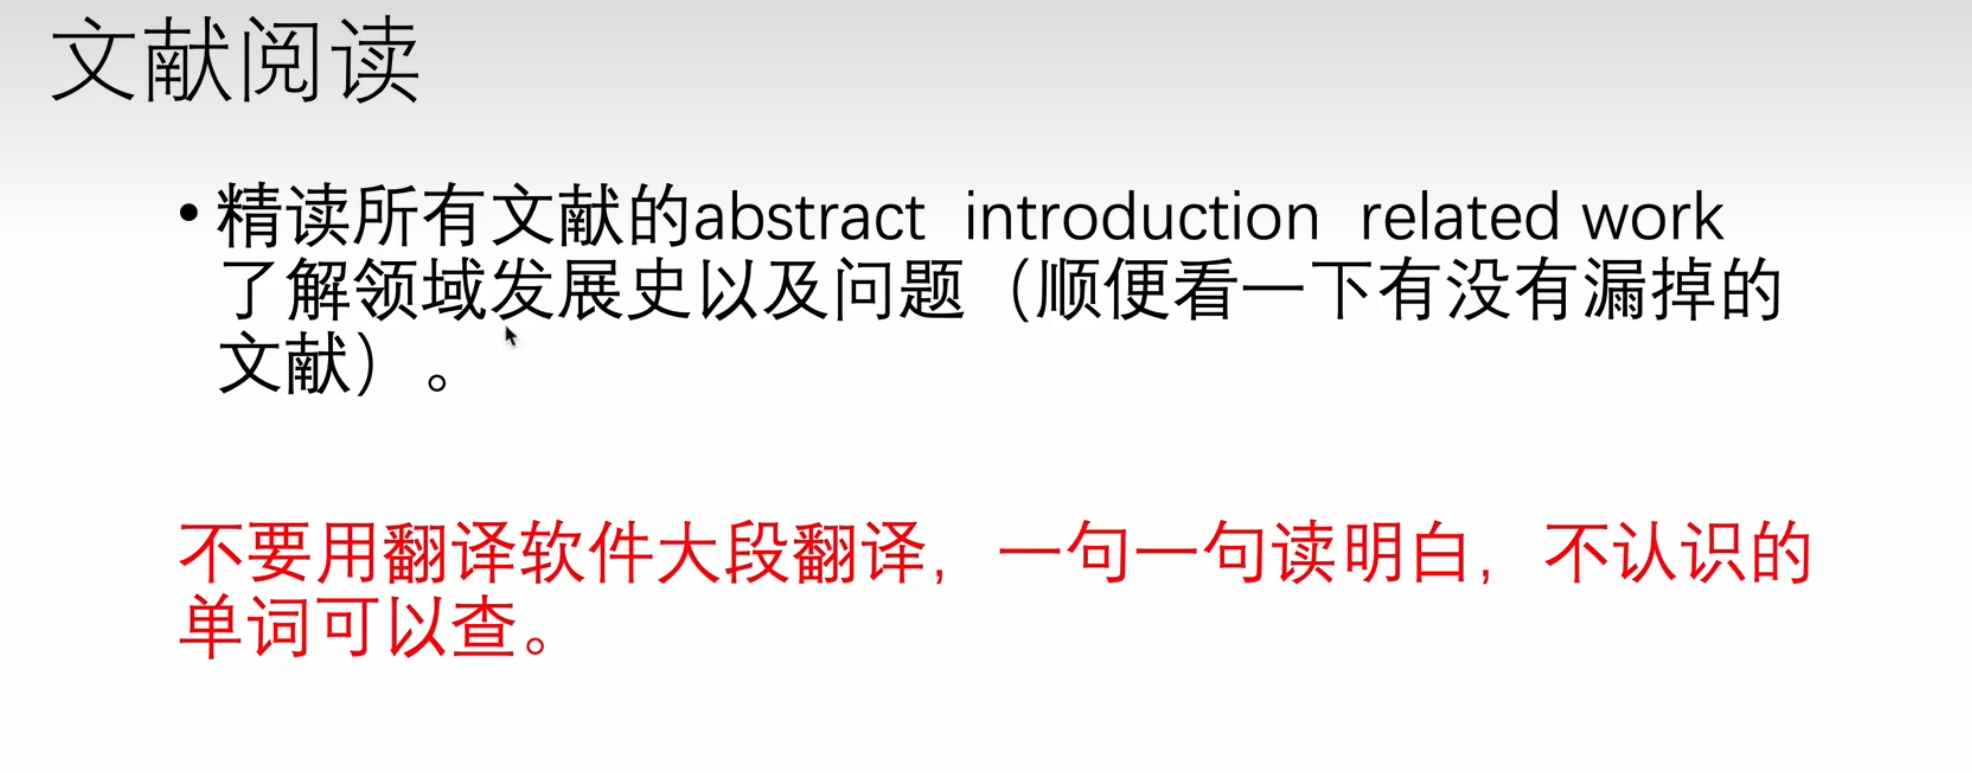 文献阅读
• 精读所有文献的abstract  introduction  related work
了解领域发展史以及问题（顺便看一下有没有漏掉的
文献）。
不要用翻译软件大段翻译，一句一句读明白，不认识的
单词可以查。